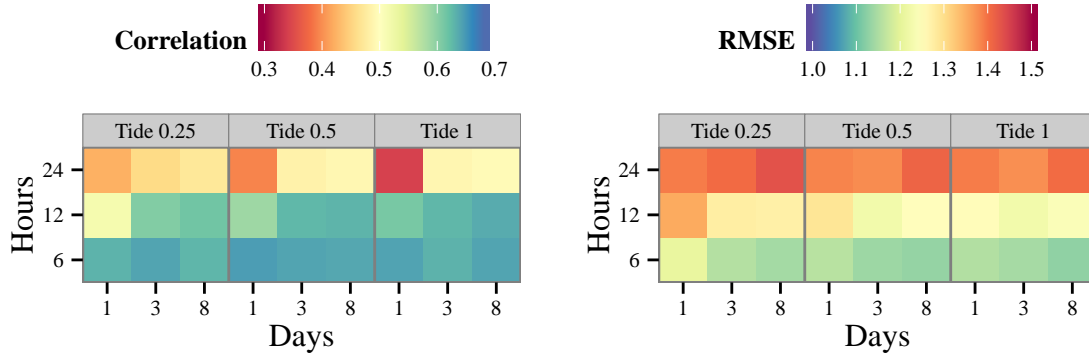 Correlation
0.3 0.4 0.5 0.6 0.7
RMSE
1.0 1.1 1.2 1.3 1.4 1.5
Tide 0.25 Tide 0.5 Tide 1
Hours
24
12
6
1 3 8 1 3 8 1 3 8
Days
Tide 0.25 Tide 0.5 Tide 1
Hours
24
12
6
1 3 8 1 3 8 1 3 8
Days